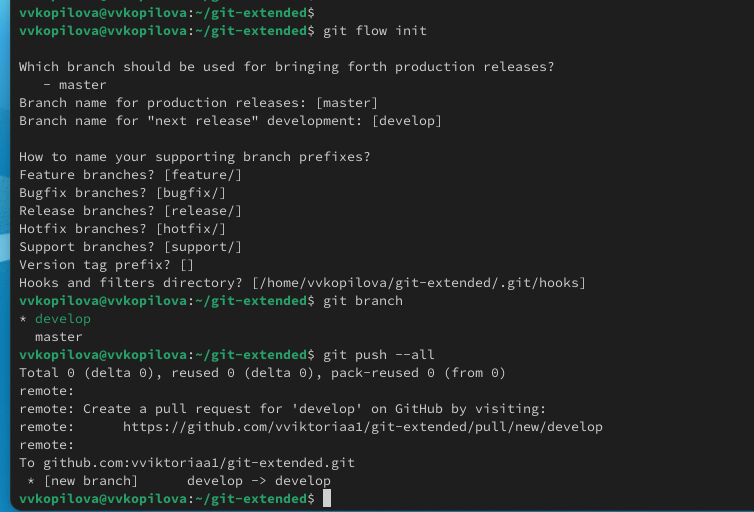 vvkopilova@vvkopilova:~/git-extended$
vvkopilova@vvkopilova:~/git-extended$ git flow init
Which branch should be used for bringing forth production releases?
   - master
Branch name for production releases: [master]
Branch name for "next release" development: [develop]
How to name your supporting branch prefixes?
Feature branches? [feature/]
Bugfix branches? [bugfix/]
Release branches? [release/]
Hotfix branches? [hotfix/]
Support branches? [support/]
Version tag prefix? []
Hooks and filters directory? [/home/vvkopilova/git-extended/.git/hooks]
vvkopilova@vvkopilova:~/git-extended$ git branch
* develop
  master
vvkopilova@vvkopilova:~/git-extended$ git push --all
Total 0 (delta 0), reused 0 (delta 0), pack-reused 0 (from 0)
remote:
remote: Create a pull request for 'develop' on GitHub by visiting:
remote:      https://github.com/vviktoriaa1/git-extended/pull/new/develop
remote:
To github.com:vviktoriaa1/git-extended.git
 * [new branch]      develop -> develop
vvkopilova@vvkopilova:~/git-extended$